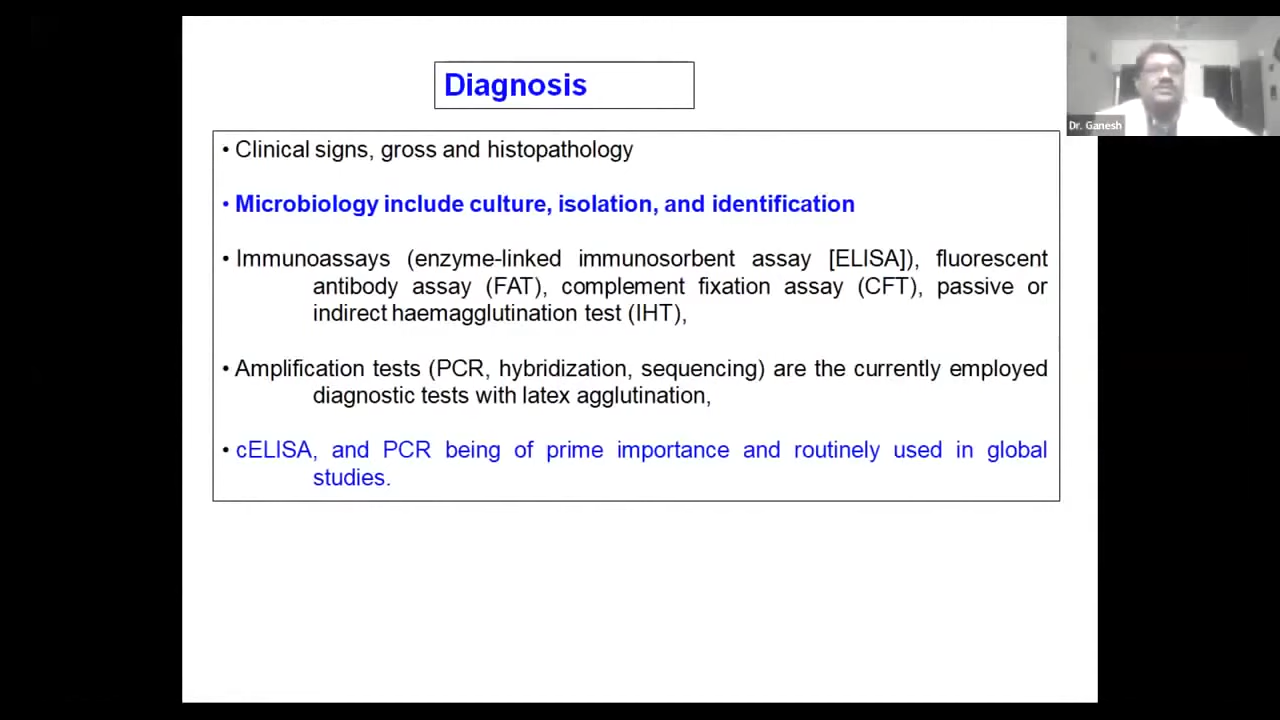 Diagnosis
Dr. Ganesh
• Clinical signs, gross and histopathology
• Microbiology include culture, isolation, and identification
• Immunoassays (enzyme-linked immunosorbent assay [ELISA]), fluorescent
antibody assay (FAT), complement fixation assay (CFT), passive or
indirect haemagglutination test (IHT),
• Amplification tests (PCR, hybridization, sequencing) are the currently employed
diagnostic tests with latex agglutination,
• cELISA, and PCR being of prime importance and routinely used in global
studies.